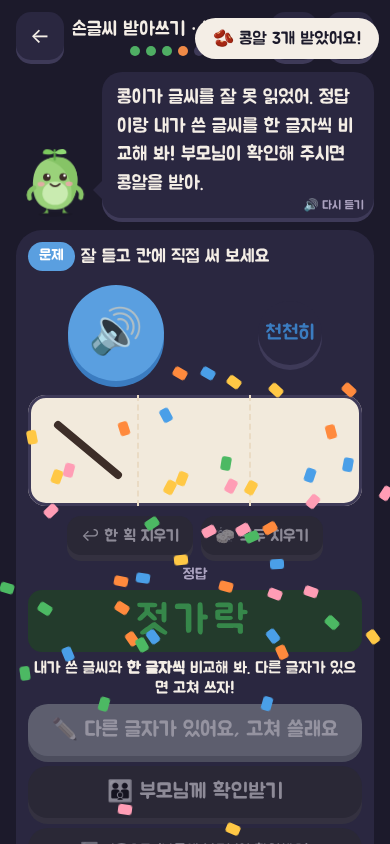 손글씨 받아쓰기 ·
콩알 3개 받았어요!
콩이가 글씨를 잘 못 읽었어. 정답
이랑 내가 쓴 글씨를 한 글자씩 비
교해 봐! 부모님이 확인해 주시면
콩알을 받아.
다시 듣기
문제 잘 듣고 칸에 직접 써 보세요
천천히
한 획 지우기 모두 지우기
정답
젓가락
내가 쓴 글씨와 한 글자씩 비교해 봐. 다른 글자가 있으
면 고쳐 쓰자!
다른 글자가 있어요, 고쳐 쓸래요
부모님께 확인받기